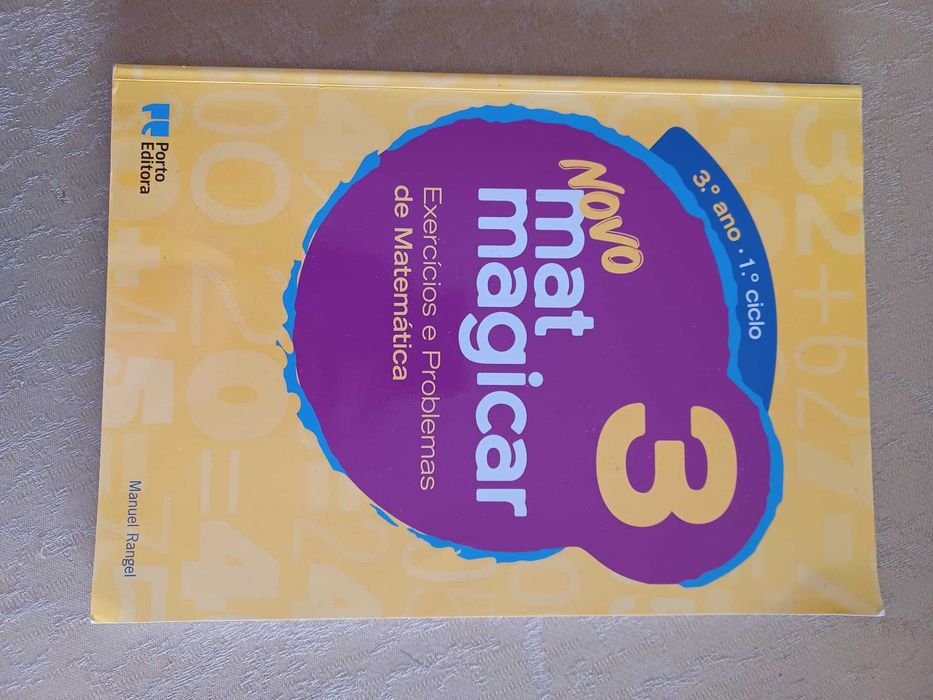 3.º ano · 1.º ciclo
3
Novo
mat
magicar
Exercícios e Problemas
de Matemática
Porto
Editora
Manuel Rangel